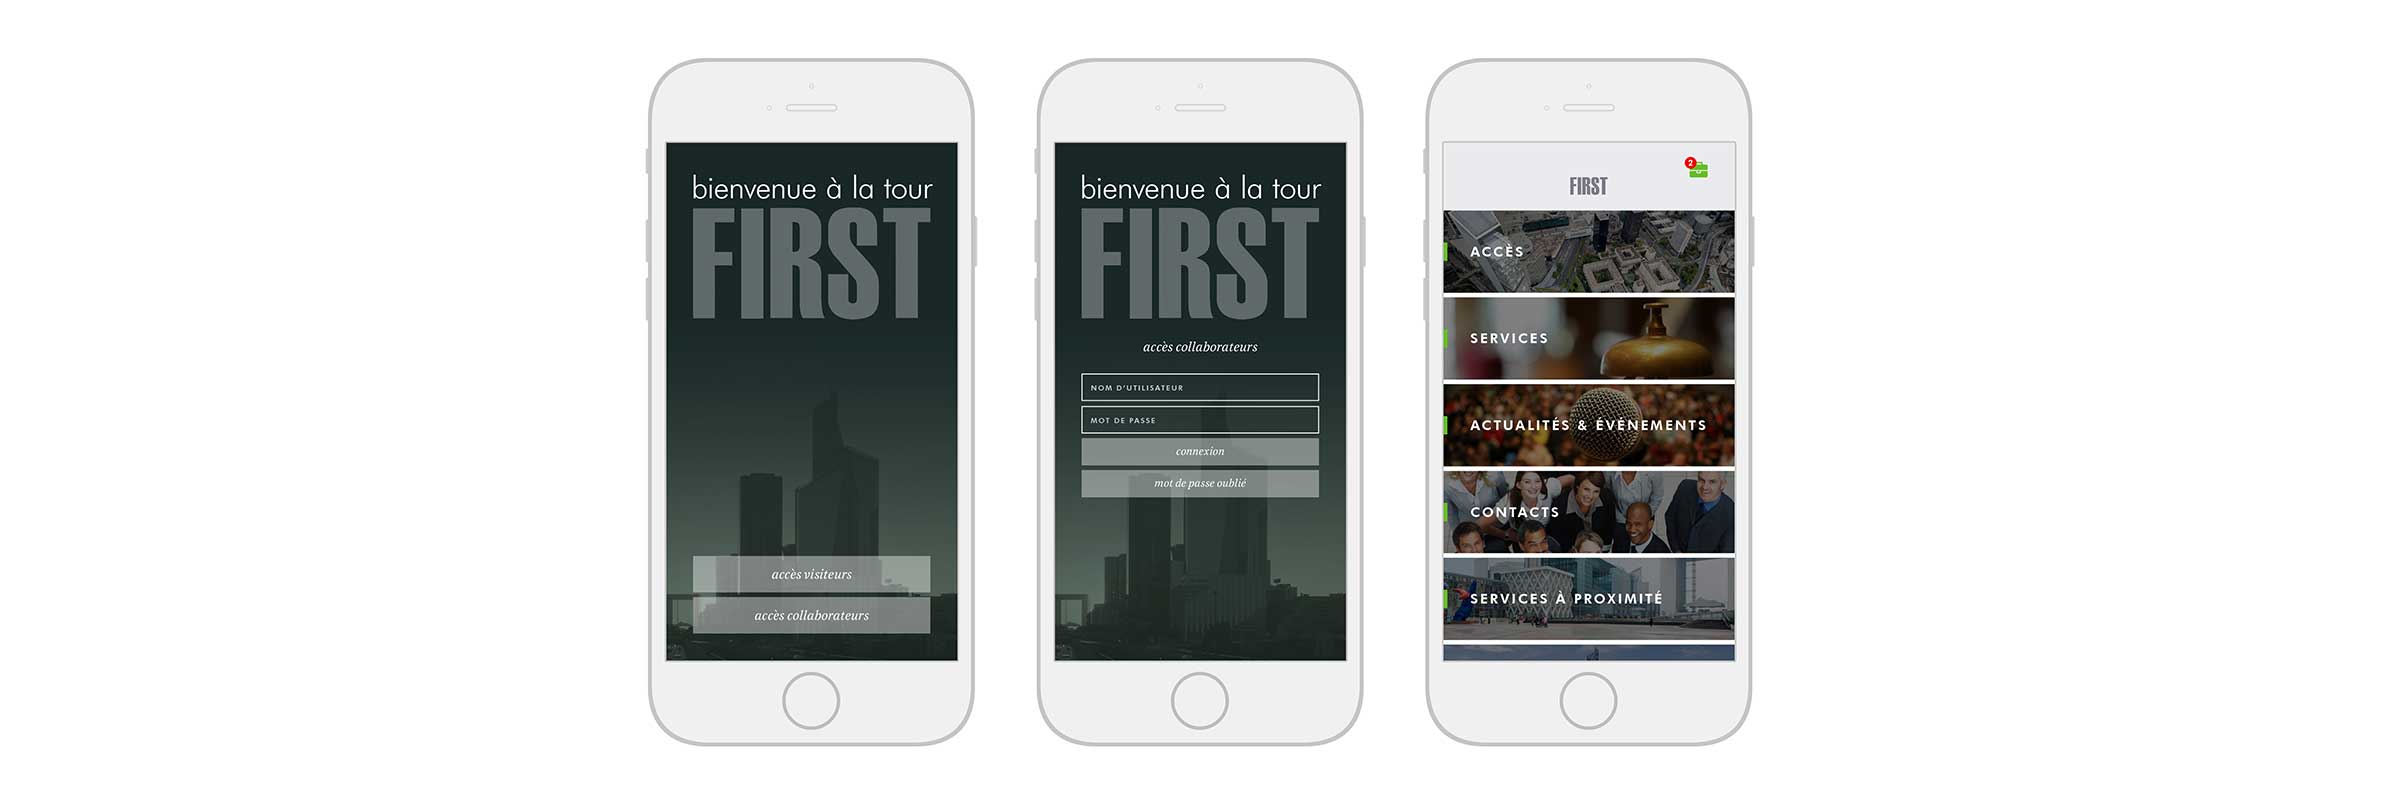 bienvenue à la tour
FIRST
accès visiteurs
accès collaborateurs
bienvenue à la tour
FIRST
accès collaborateurs
NOM D'UTILISATEUR
MOT DE PASSE
connexion
mot de passe oublié
2
FIRST
ACCÈS
SERVICES
ACTUALITÉS & ÉVÉNEMENTS
CONTACTS
SERVICES À PROXIMITÉ